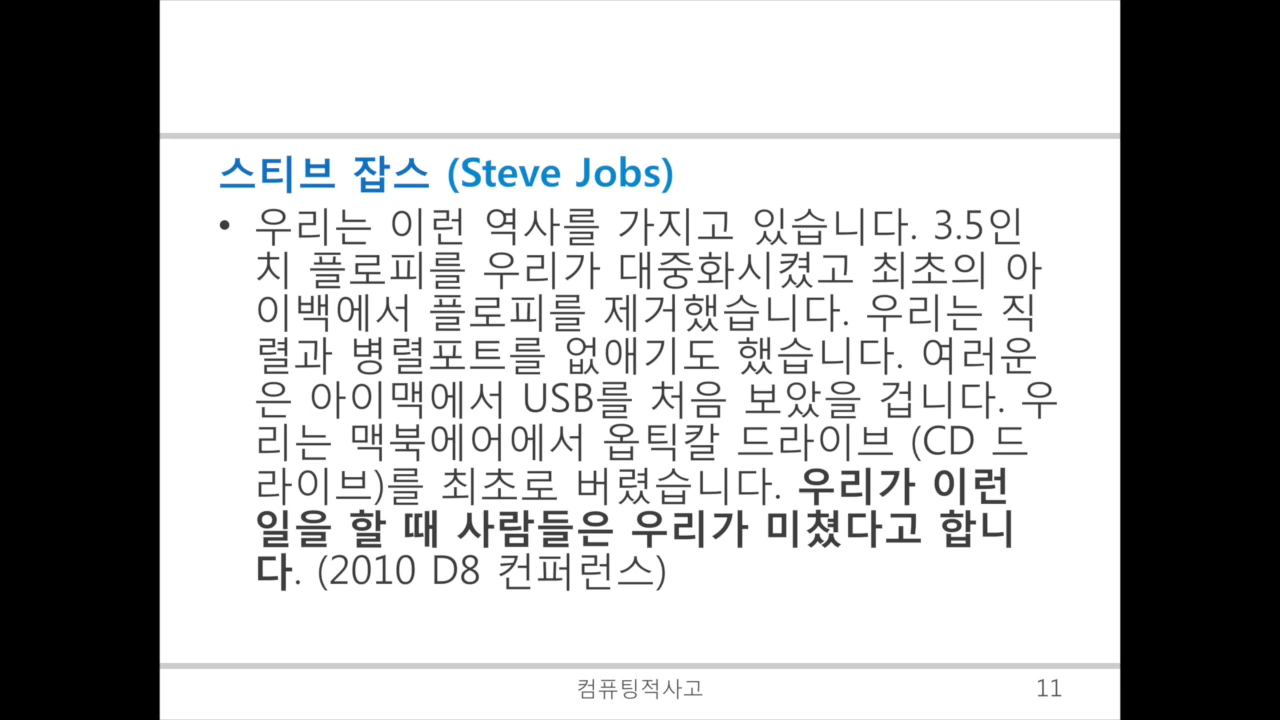 스티브 잡스 (Steve Jobs)
• 우리는 이런 역사를 가지고 있습니다. 3.5인
치 플로피를 우리가 대중화시켰고 최초의 아
이백에서 플로피를 제거했습니다. 우리는 직
렬과 병렬포트를 없애기도 했습니다. 여러운
은 아이맥에서 USB를 처음 보았을 겁니다. 우
리는 맥북에어에서 옵틱칼 드라이브 (CD 드
라이브)를 최초로 버렸습니다. 우리가 이런
일을 할 때 사람들은 우리가 미쳤다고 합니
다. (2010 D8 컨퍼런스)
컴퓨팅적사고
11